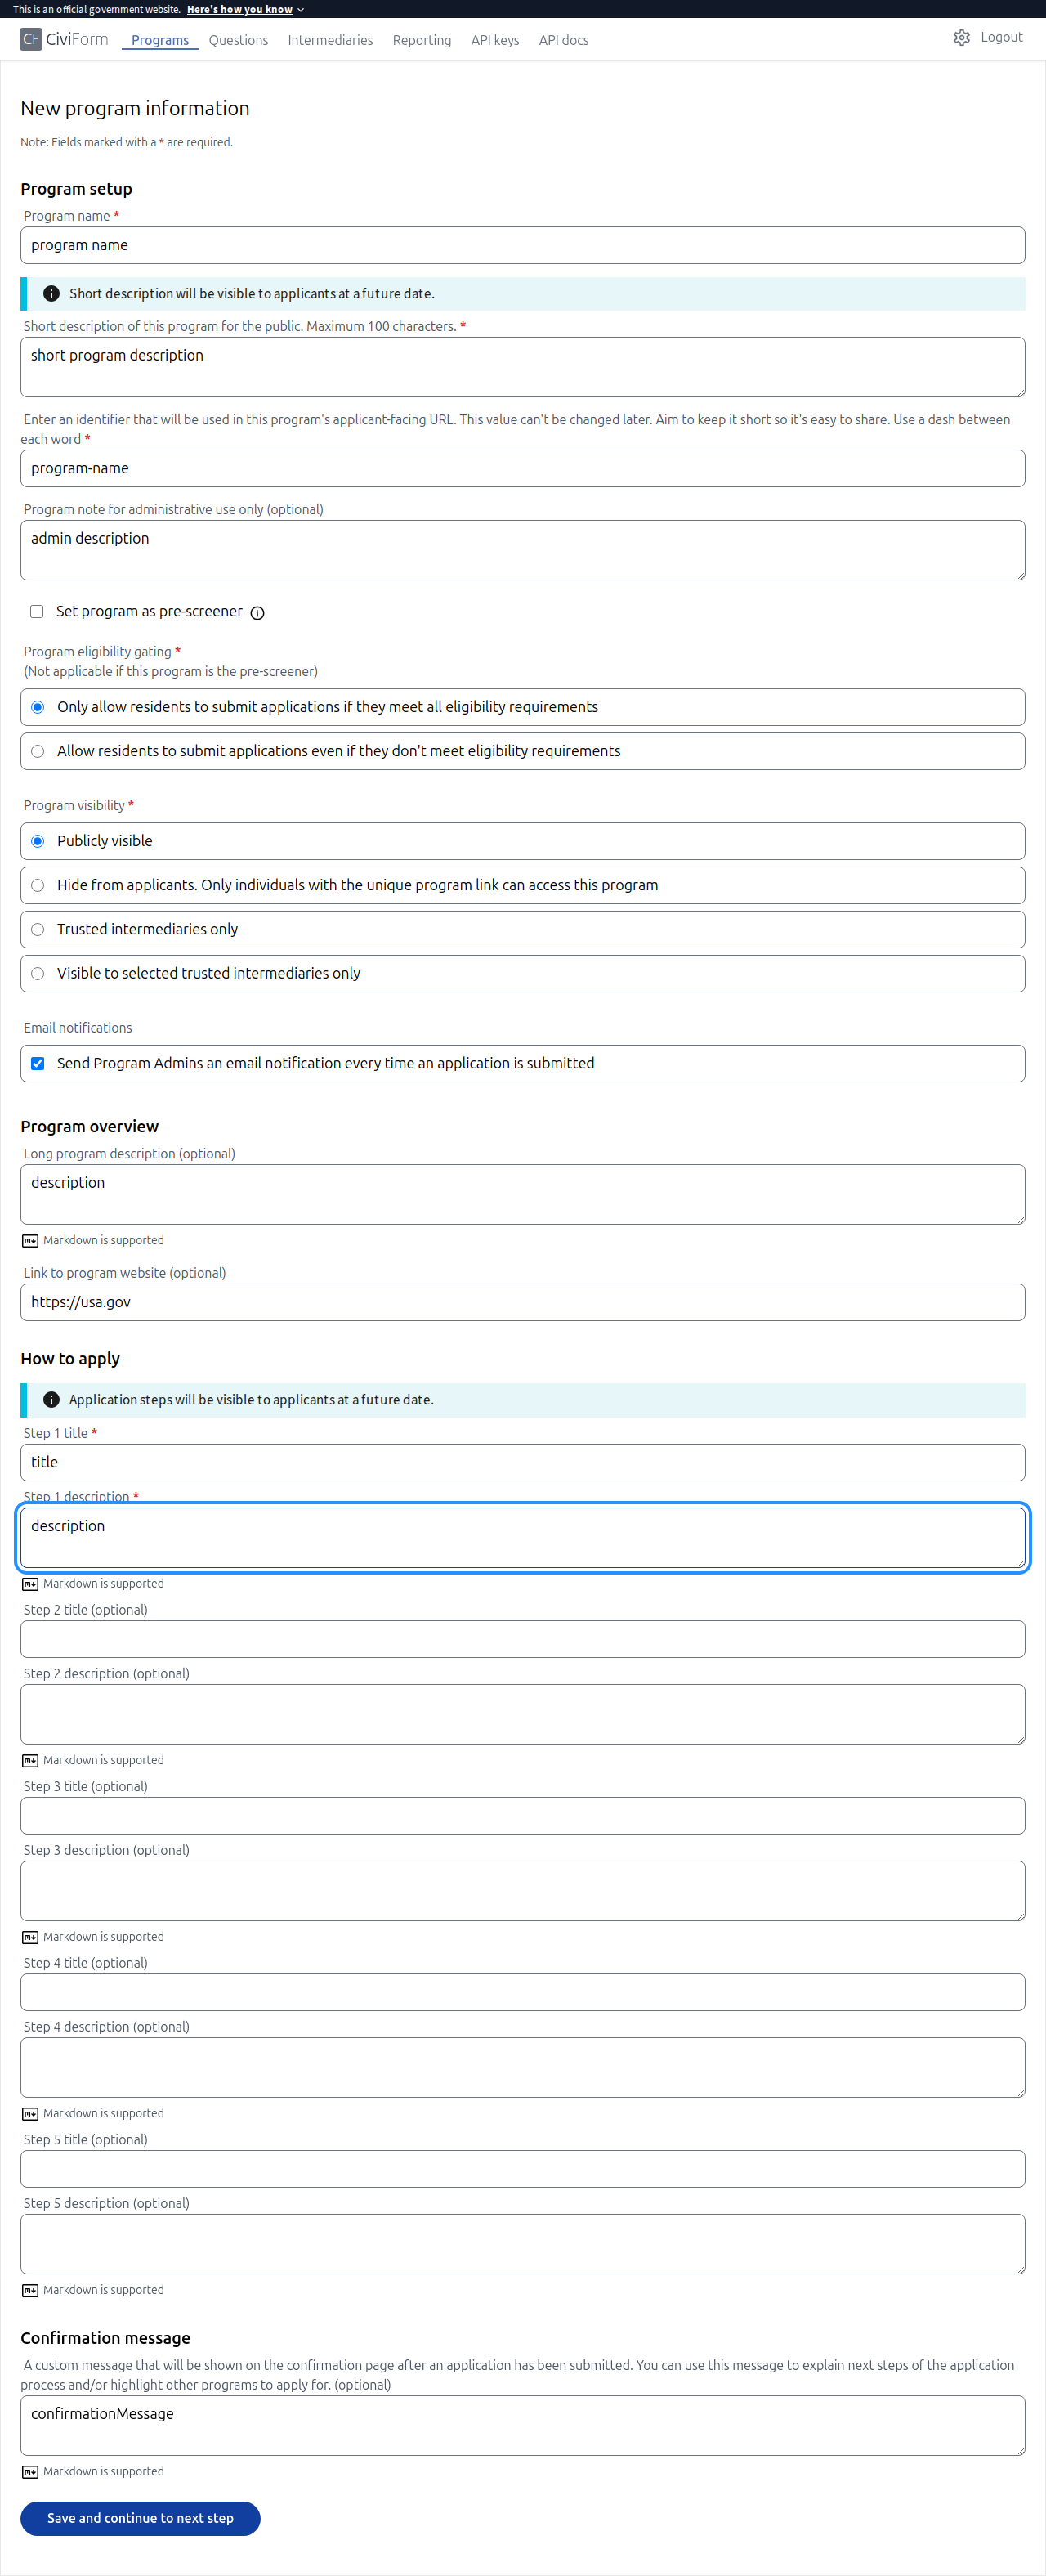 This is an official government website. Here's how you know
CF CiviForm Programs Questions Intermediaries Reporting API keys API docs Logout
New program information
Note: Fields marked with a * are required.
Program setup
Program name *
program name
Short description will be visible to applicants at a future date.
Short description of this program for the public. Maximum 100 characters. *
short program description
Enter an identifier that will be used in this program's applicant-facing URL. This value can't be changed later. Aim to keep it short so it's easy to share. Use a dash between
each word *
program-name
Program note for administrative use only (optional)
admin description
Set program as pre-screener
Program eligibility gating *
(Not applicable if this program is the pre-screener)
Only allow residents to submit applications if they meet all eligibility requirements
Allow residents to submit applications even if they don't meet eligibility requirements
Program visibility *
Publicly visible
Hide from applicants. Only individuals with the unique program link can access this program
Trusted intermediaries only
Visible to selected trusted intermediaries only
Email notifications
Send Program Admins an email notification every time an application is submitted
Program overview
Long program description (optional)
description
Markdown is supported
Link to program website (optional)
https://usa.gov
How to apply
Application steps will be visible to applicants at a future date.
Step 1 title *
title
Step 1 description *
description
Markdown is supported
Step 2 title (optional)
Step 2 description (optional)
Markdown is supported
Step 3 title (optional)
Step 3 description (optional)
Markdown is supported
Step 4 title (optional)
Step 4 description (optional)
Markdown is supported
Step 5 title (optional)
Step 5 description (optional)
Markdown is supported
Confirmation message
A custom message that will be shown on the confirmation page after an application has been submitted. You can use this message to explain next steps of the application
process and/or highlight other programs to apply for. (optional)
confirmationMessage
Markdown is supported
Save and continue to next step